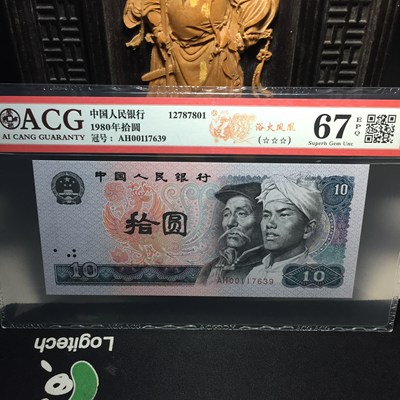 ACG
AI CANG GUARANTY
中国人民银行
1980年拾圆
冠号: AH00117639
12787801
浴火凤凰
(☆☆☆)
67 EPQ
Superb Gem Unc
中国人民银行
10
拾圆
10
10
AH00117639
Logitech